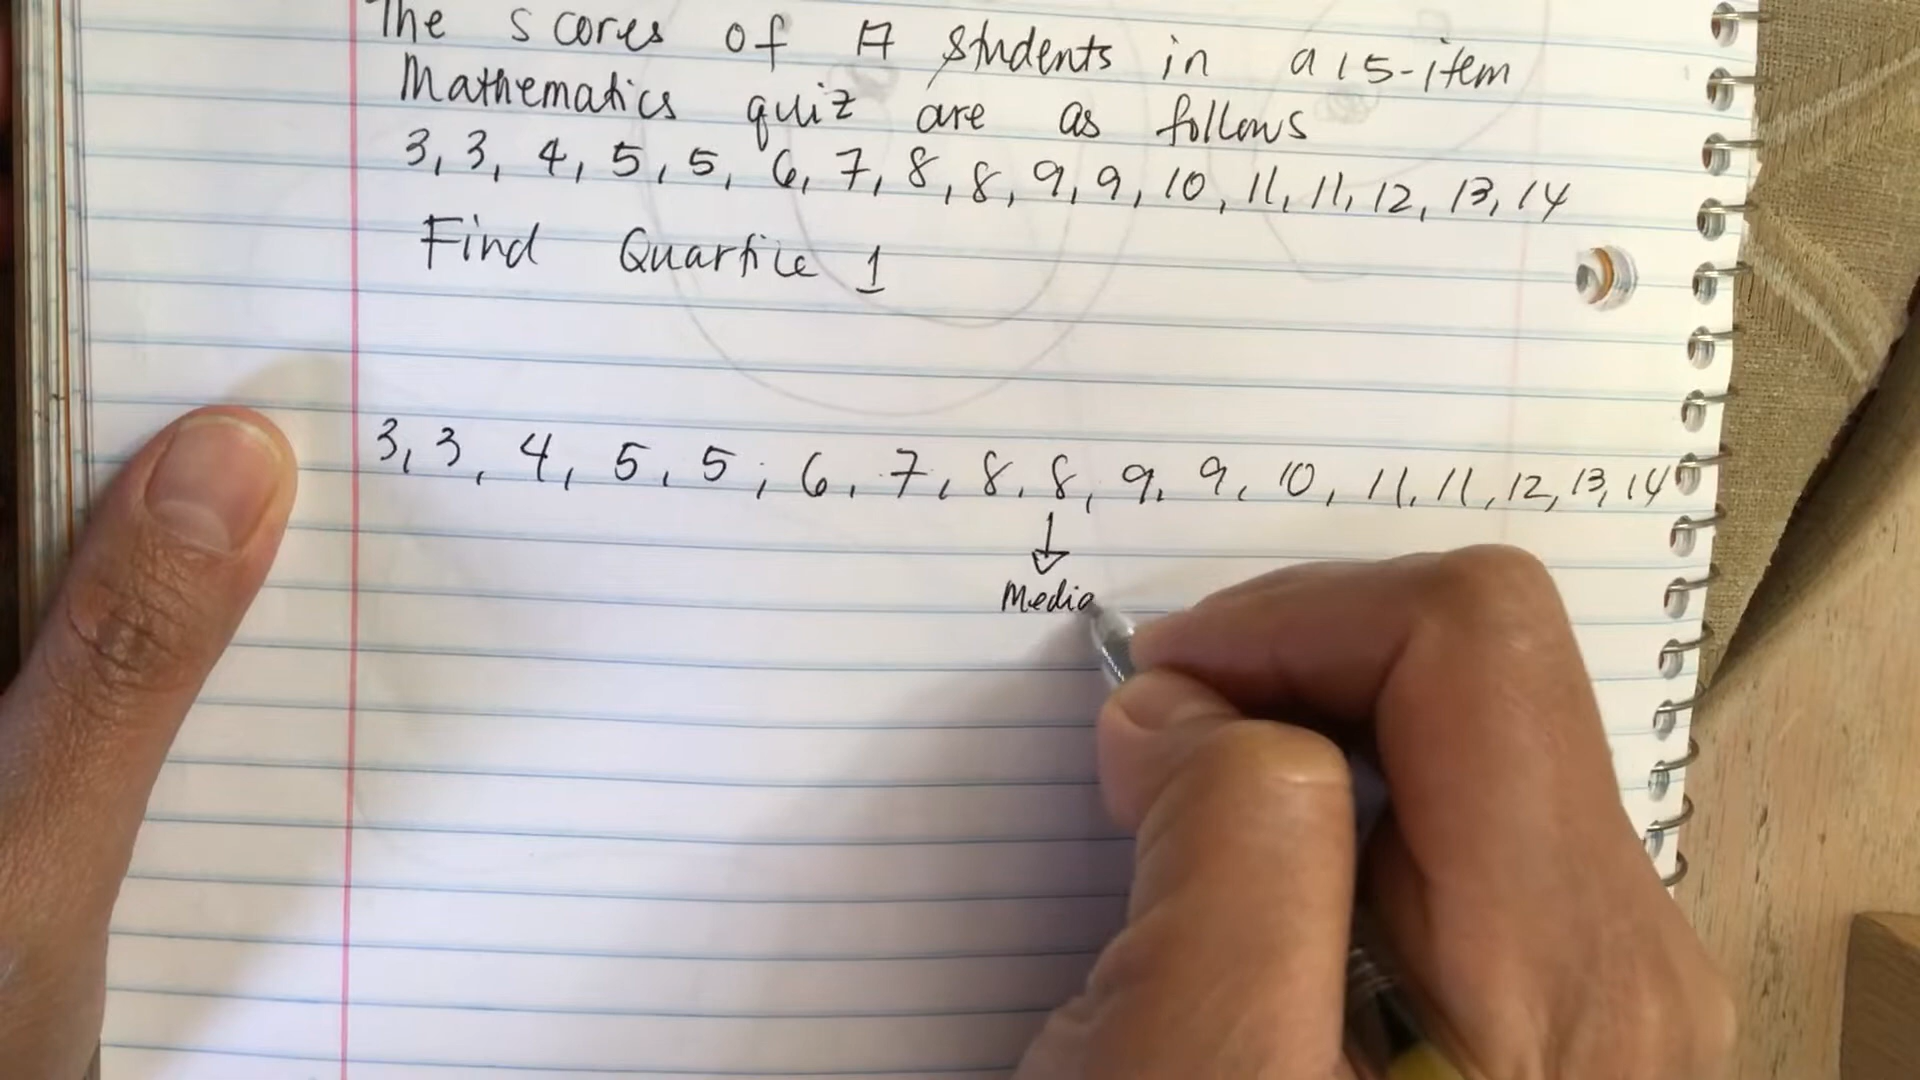 The scores of 17 students in a 15-item
Mathematics quiz are as follows
3, 3, 4, 5, 5, 6, 7, 8, 8, 9, 9, 10, 11, 11, 12, 13, 14
Find Quartile 1
3, 3, 4, 5, 5, 6, 7, 8, 8, 9, 9, 10, 11, 11, 12, 13, 14
Media